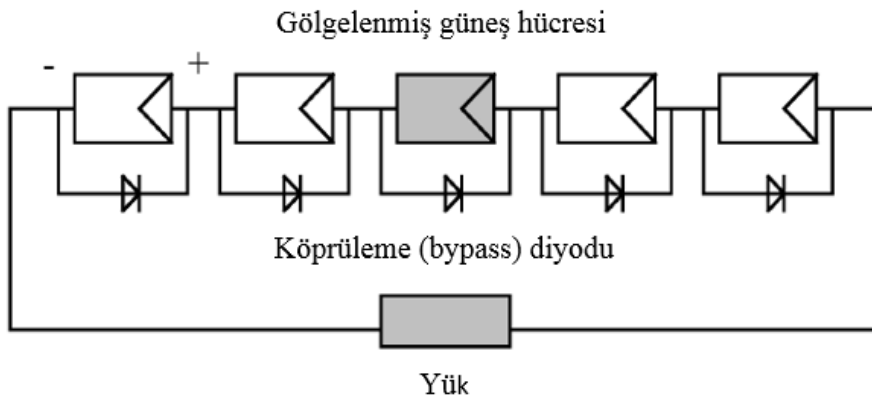 Gölgelenmiş güneş hücresi
- +
Köprüleme (bypass) diyodu
Yük